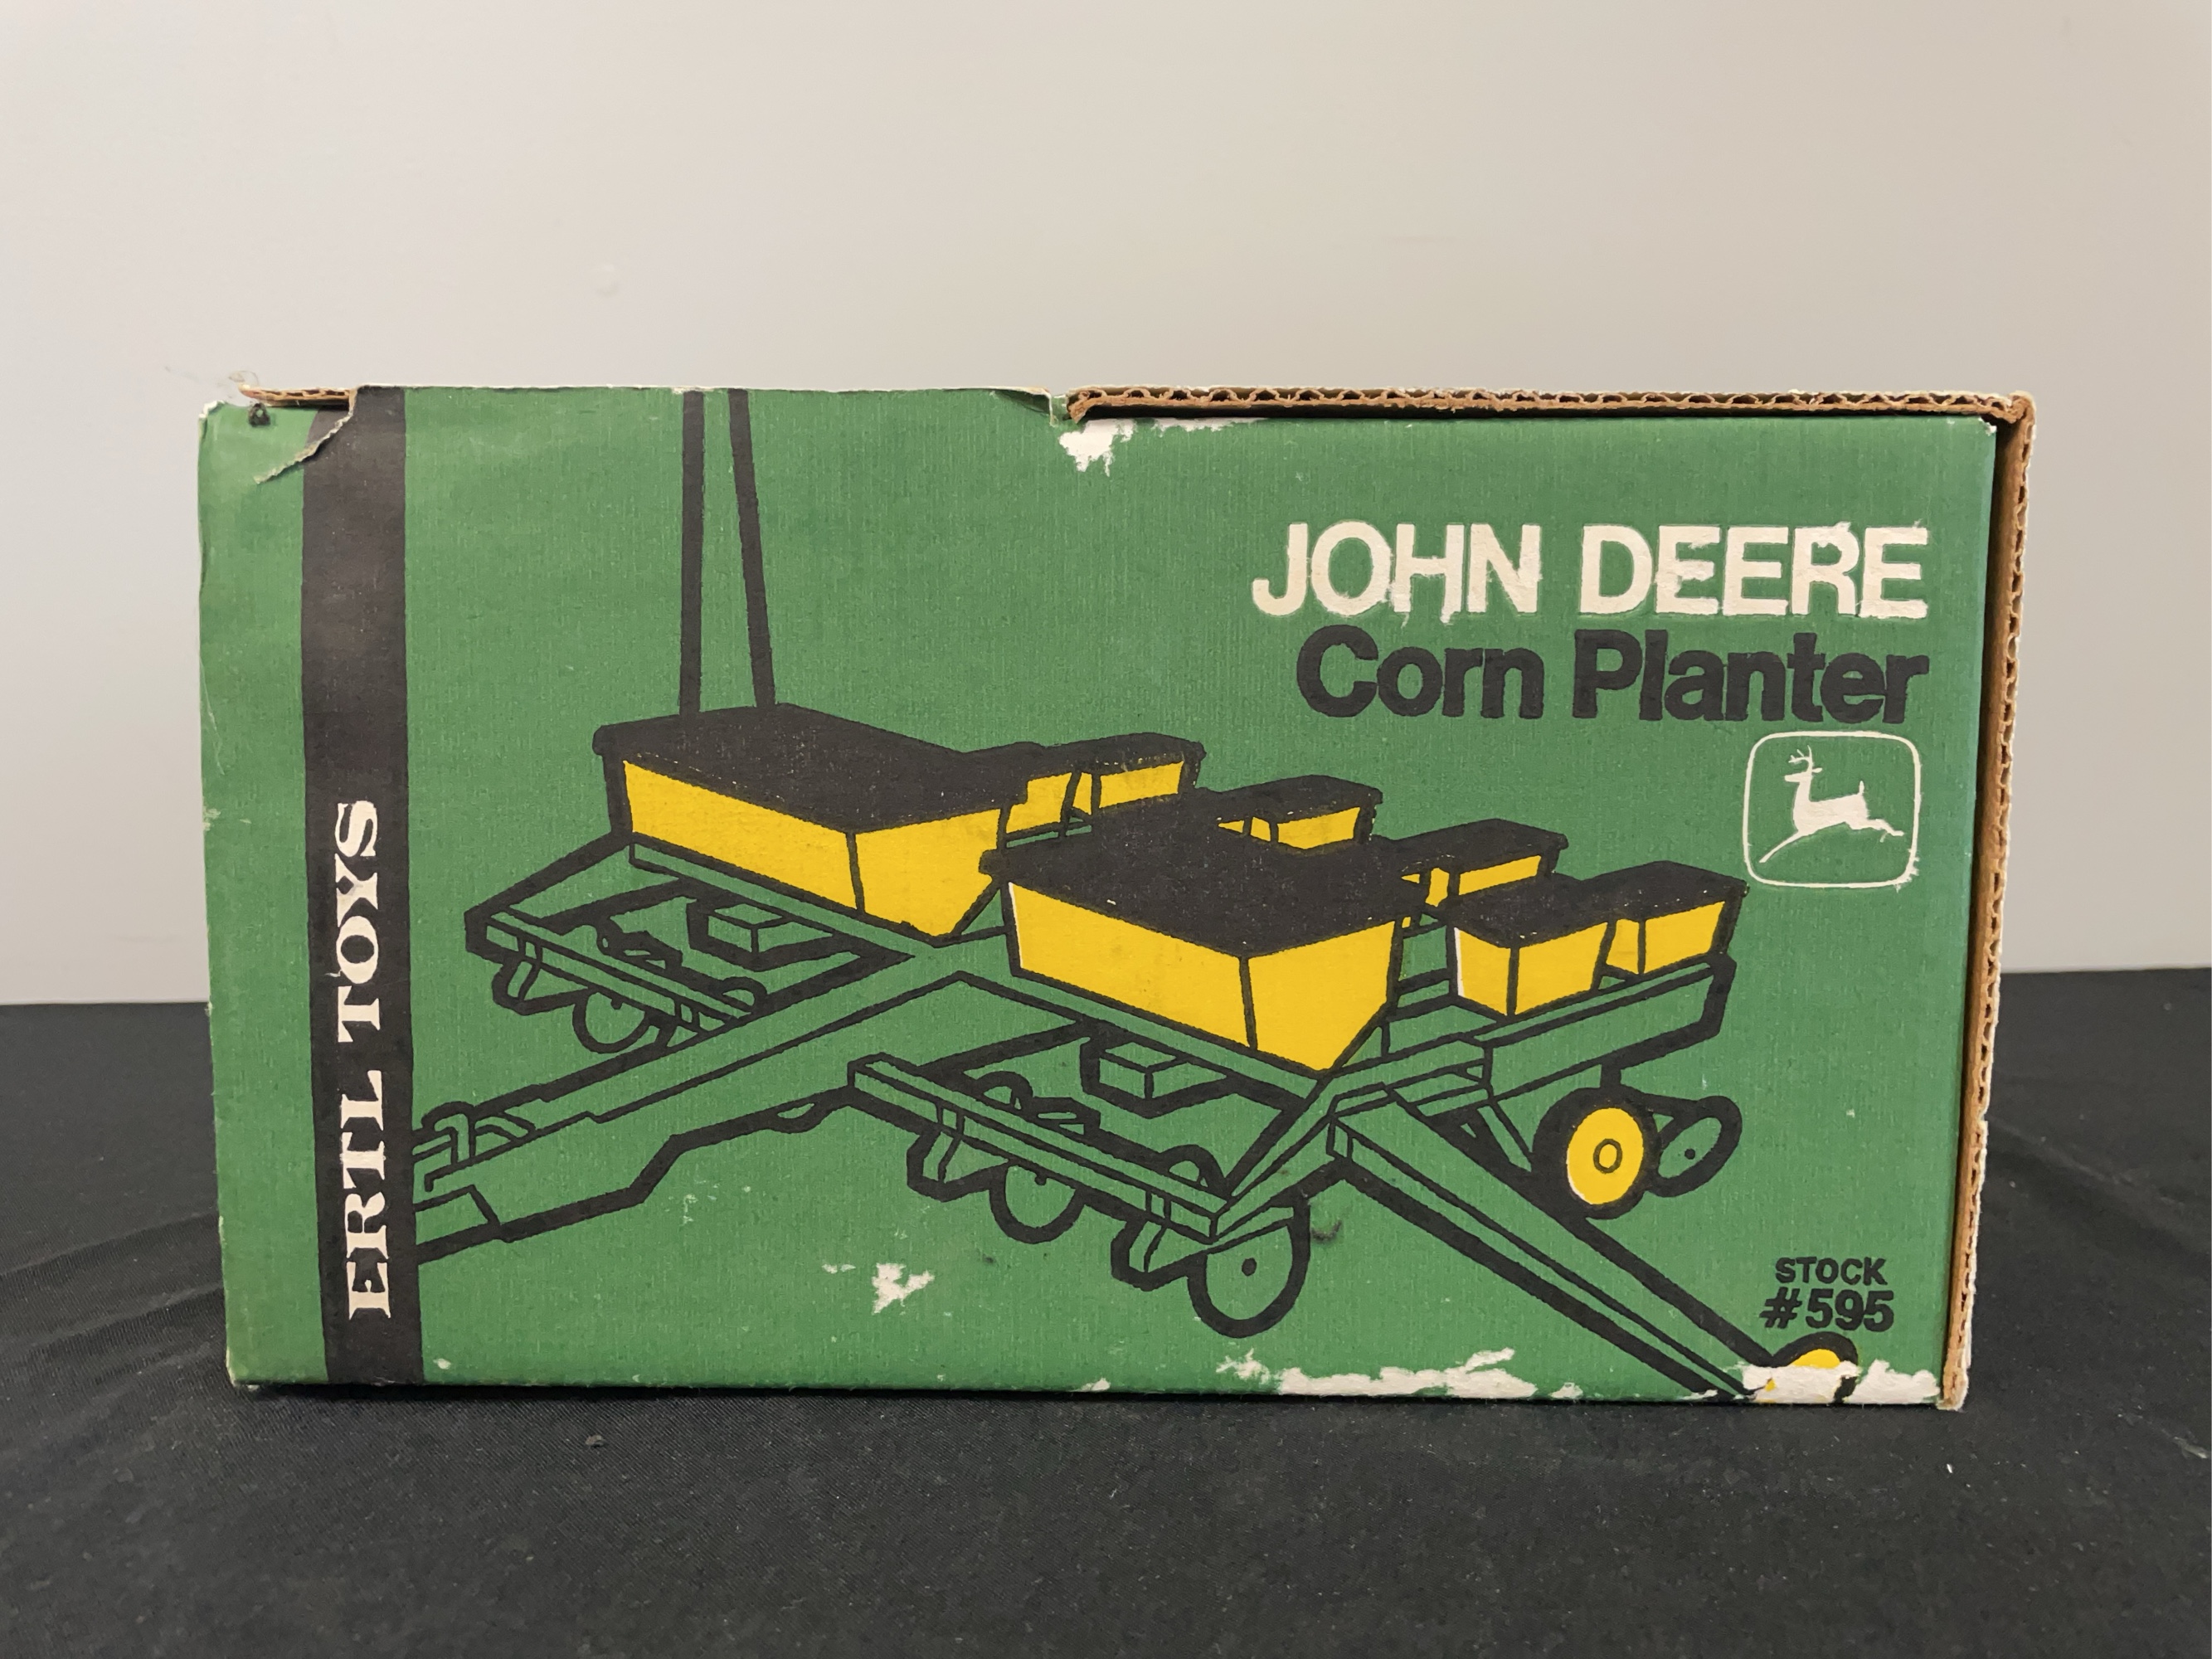 ERTL TOYS
JOHN DEERE
Corn Planter
STOCK
#595